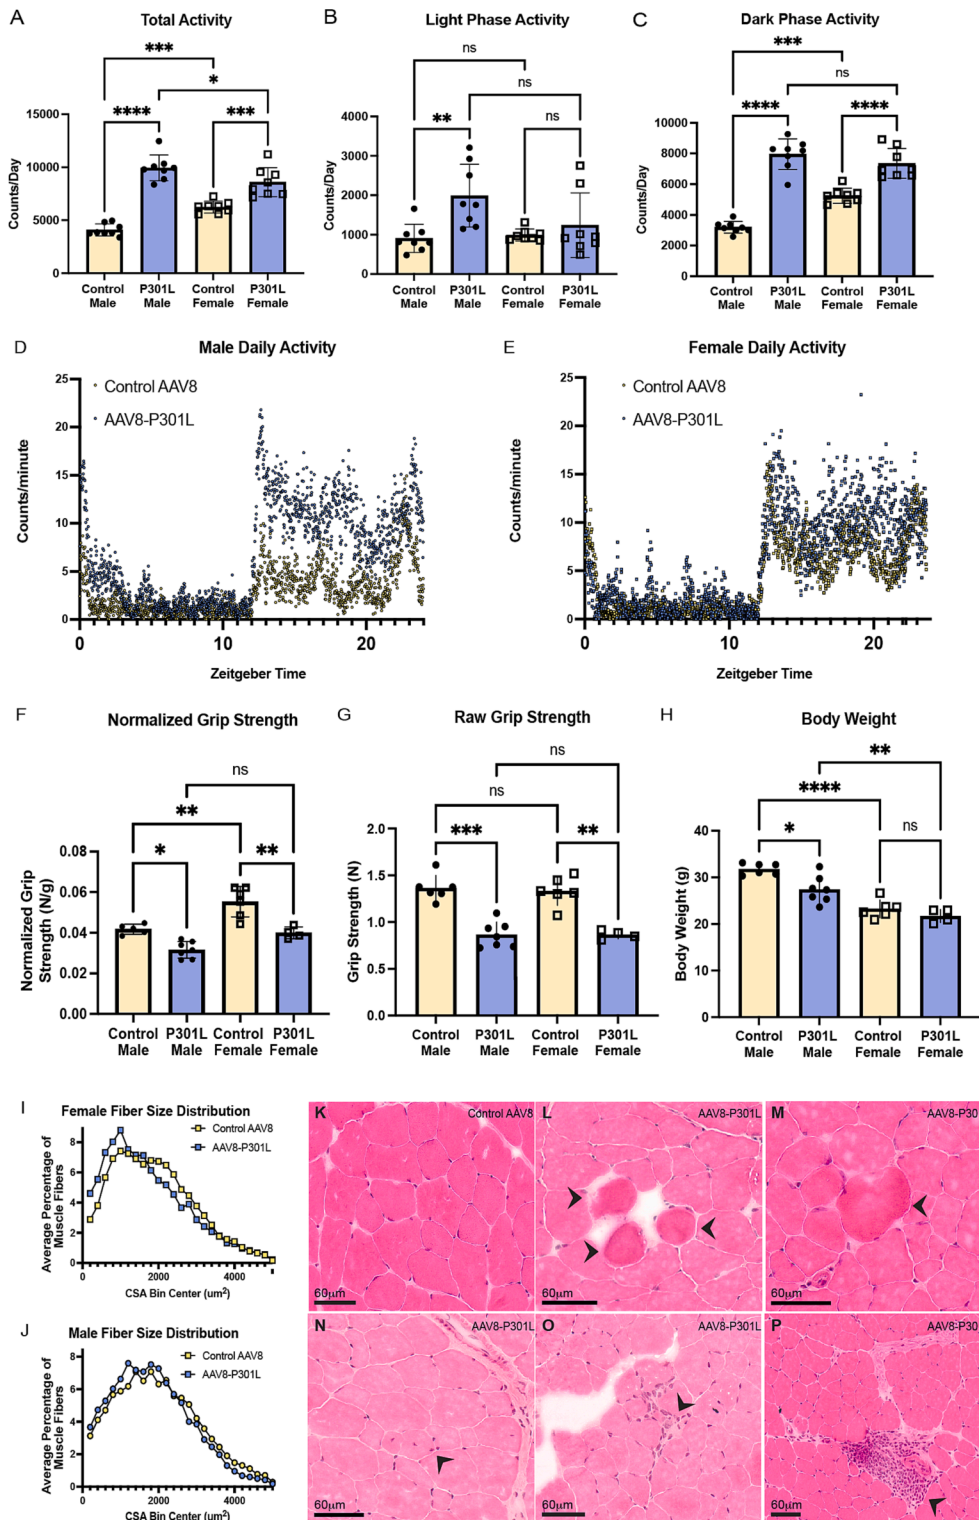 A
Total Activity
***
*
****
***
15000
10000
5000
0
Counts/Day
Control Male
P301L Male
Control Female
P301L Female
B
Light Phase Activity
ns
ns
**
ns
4000
3000
2000
1000
0
Counts/Day
Control Male
P301L Male
Control Female
P301L Female
C
Dark Phase Activity
***
ns
****
****
10000
8000
6000
4000
2000
0
Counts/Day
Control Male
P301L Male
Control Female
P301L Female
D
Male Daily Activity
Control AAV8
AAV8-P301L
25
20
15
10
5
0
Counts/minute
0
10
20
Zeitgeber Time
E
Female Daily Activity
Control AAV8
AAV8-P301L
25
20
15
10
5
0
Counts/minute
0
10
20
Zeitgeber Time
F
Normalized Grip Strength
ns
**
*
**
0.08
0.06
0.04
0.02
0.00
Normalized Grip
Strength (N/g)
Control Male
P301L Male
Control Female
P301L Female
G
Raw Grip Strength
ns
ns
***
**
2.0
1.5
1.0
0.5
0.0
Grip Strength (N)
Control Male
P301L Male
Control Female
P301L Female
H
Body Weight
**
****
*
ns
40
30
20
10
0
Body Weight (g)
Control Male
P301L Male
Control Female
P301L Female
I
Female Fiber Size Distribution
Control AAV8
AAV8-P301L
8
6
4
2
0
Average Percentage of
Muscle Fibers
0
2000
4000
CSA Bin Center (um²)
J
Male Fiber Size Distribution
Control AAV8
AAV8-P301L
8
6
4
2
0
Average Percentage of
Muscle Fibers
0
2000
4000
CSA Bin Center (um²)
K
Control AAV8
60µm
L
AAV8-P301L
60µm
M
AAV8-P30
60µm
N
AAV8-P301L
60µm
O
AAV8-P301L
60µm
P
AAV8-P30
60µm